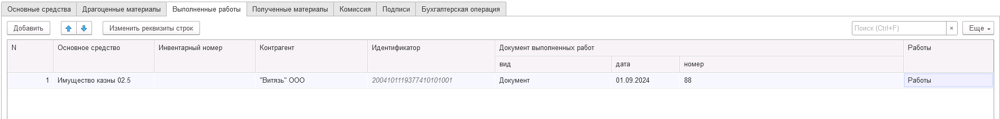 Основные средства Драгоценные материалы Выполненные работы Полученные материалы Комиссия Подписи Бухгалтерская операция
Добавить Изменить реквизиты строк Поиск (Ctrl+F) × Еще
N Основное средство Инвентарный номер Контрагент Идентификатор Документ выполненных работ Работы
вид дата номер
1 Имущество казны 02.5 "Витязь" ООО 2004101119377410101001 Документ 01.09.2024 88 Работы